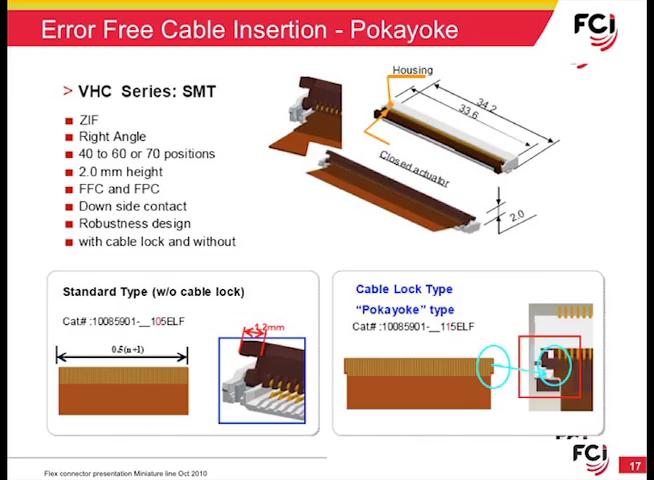 Error Free Cable Insertion - Pokayoke
FCI
> VHC Series: SMT
ZIF
Right Angle
40 to 60 or 70 positions
2.0 mm height
FFC and FPC
Down side contact
Robustness design
with cable lock and without
Housing
34.2
33.6
Closed actuator
2.0
Standard Type (w/o cable lock)
Cat# :10085901-__105ELF
0.5(n+1)
1.2mm
Cable Lock Type
“Pokayoke” type
Cat# :10085901-__115ELF
FCI
17
Flex connector presentation Miniature line Oct 2010